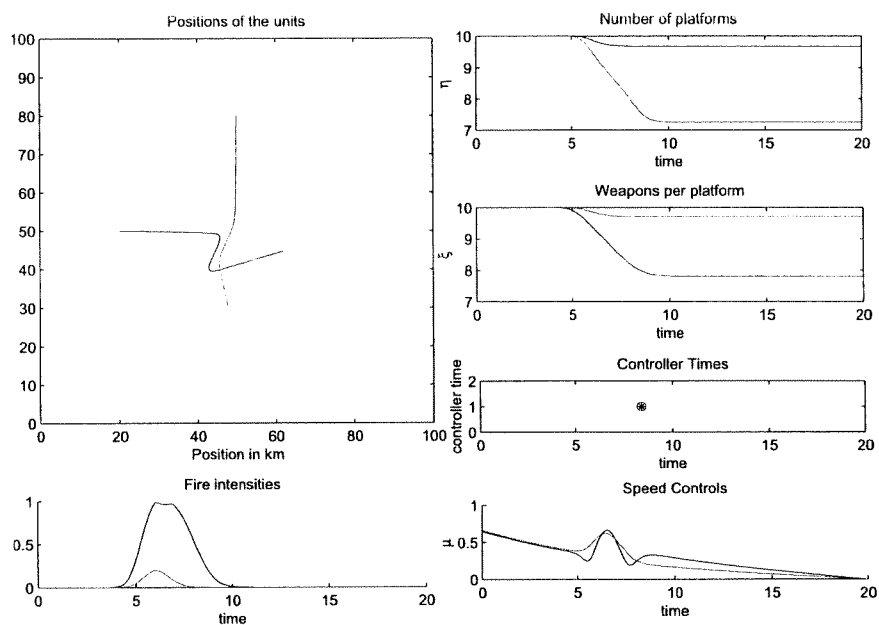 Positions of the units
100
90
80
70
60
50
40
30
20
10
0
0 20 40 60 80 100
Position in km
Number of platforms
10
9
8
7
η
0 5 10 15 20
time
Weapons per platform
10
9
8
7
ξ
0 5 10 15 20
time
Controller Times
2
1
0
controller time
0 5 10 15 20
time
Fire intensities
1
0.5
0
0 5 10 15 20
time
Speed Controls
1
0.5
0
μ
0 5 10 15 20
time